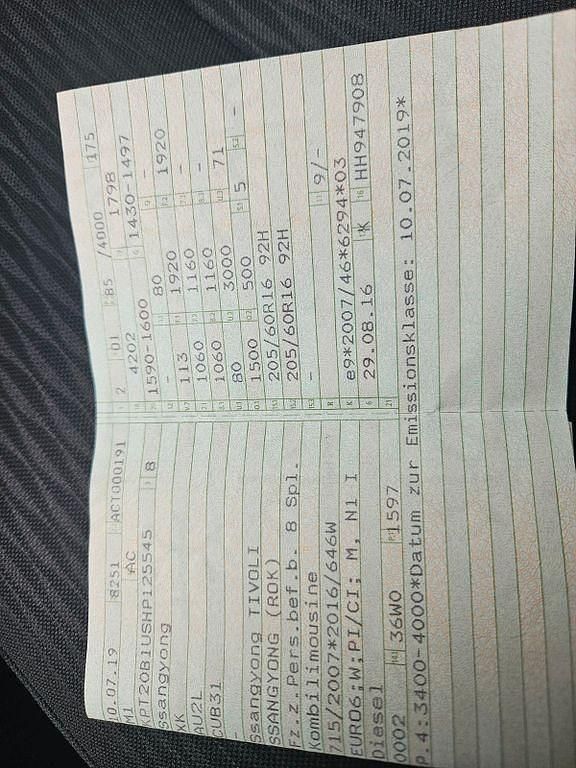 10.07.19 8251 ACT000191
M1 AC
KPT20B1USHP125545 8
Ssangyong
XK
AU2L
CUB31
-
Ssangyong TIVOLI
SSANGYONG (ROK)
Fz.z.Pers.bef.b. 8 Spl.
Kombilimousine
715/2007*2016/646W
EURO6;W;PI/CI; M, N1 I
Diesel
0002 36W0 1597
P.4:3400-4000*Datum zur Emissionsklasse: 10.07.2019*
2 01 85 /4000 175
4202 1798
1590-1600 1430-1497
- 80 -
113 1920 1920
1060 1160 -
1060 1160 -
80 3000 71
1500 500 5 -
205/60R16 92H
205/60R16 92H
- 9/-
e9*2007/46*6294*03
29.08.16 K HH947908